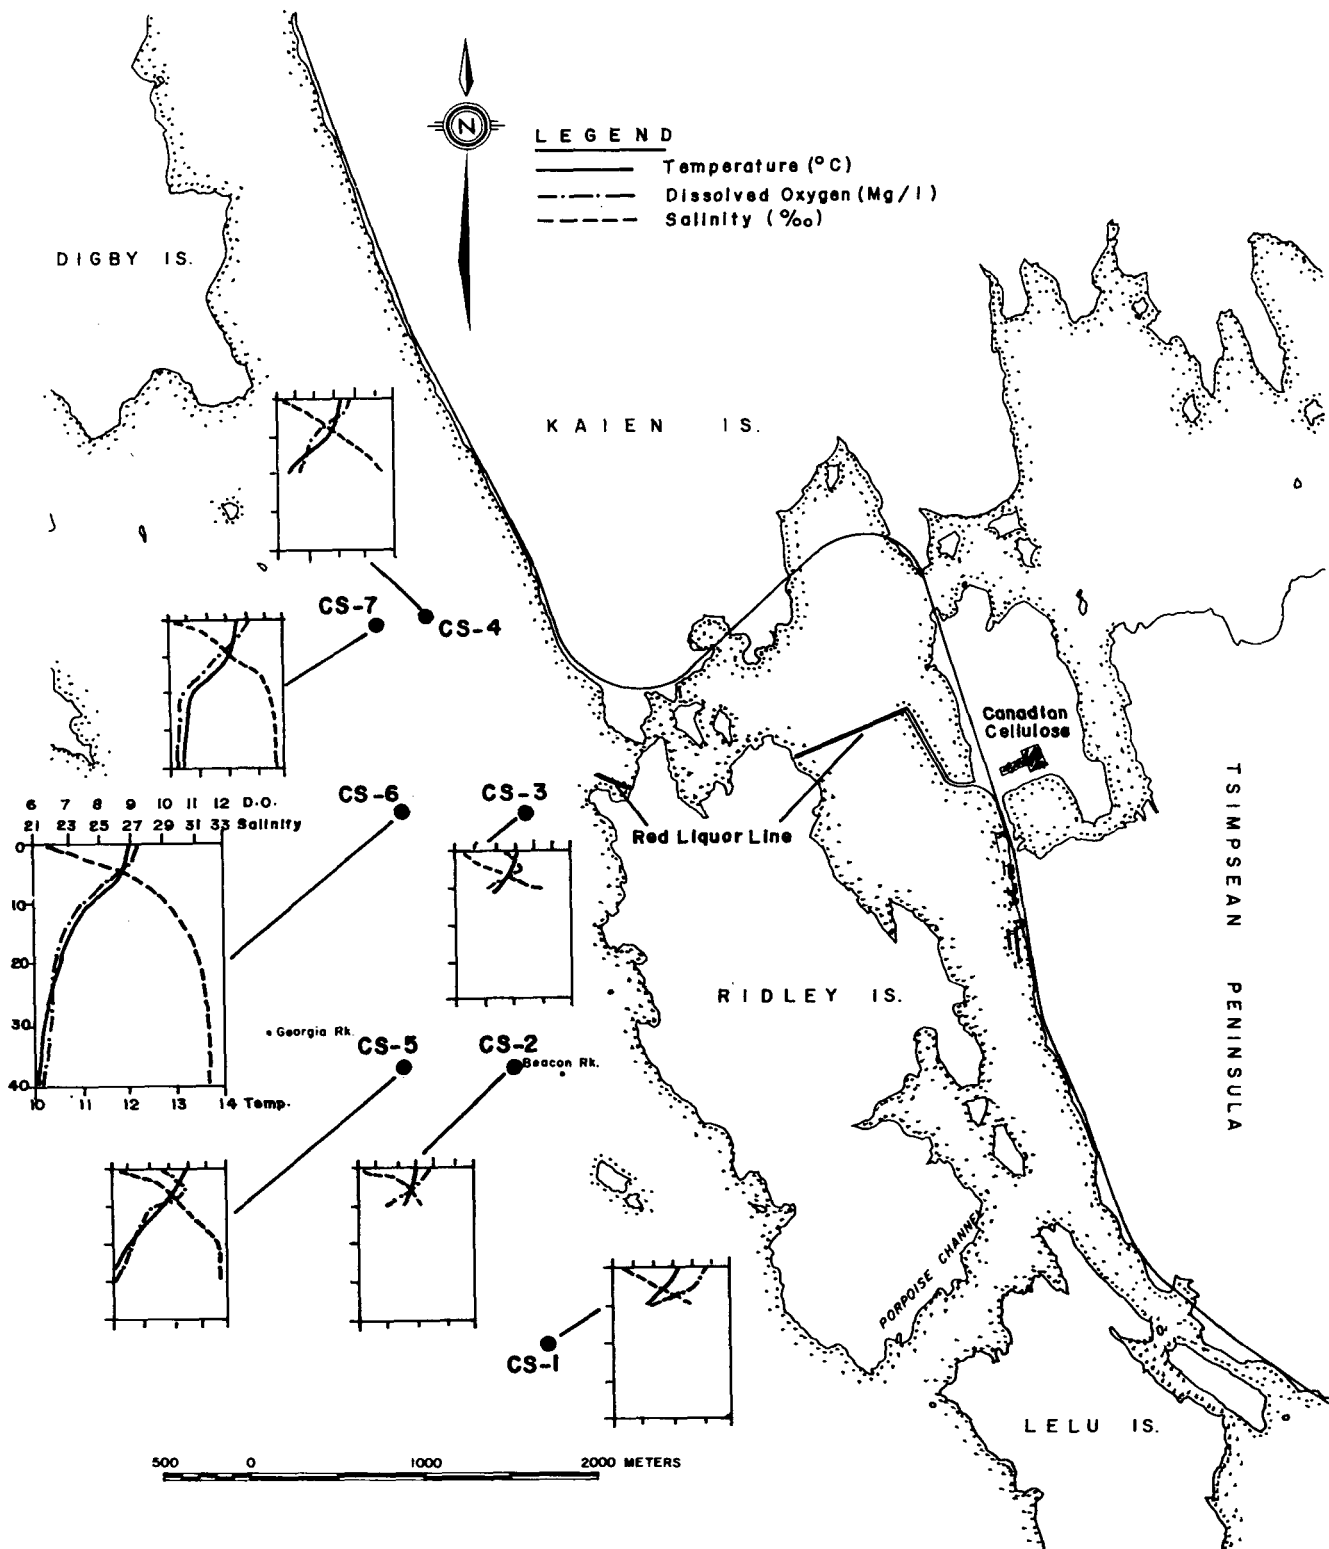 N
LEGEND
Temperature (°C)
Dissolved Oxygen (Mg/l)
Salinity (‰)
DIGBY IS.
KAIEN IS.
CS-7
CS-4
Canadian
Cellulose
CS-6
CS-3
Red Liquor Line
6 7 8 9 10 11 12 D.O.
21 23 25 27 29 31 33 Salinity
0
10
20
30
40
10 11 12 13 14 Temp.
TSIMPSEAN PENINSULA
RIDLEY IS.
Georgia Rk.
CS-5
CS-2
Beacon Rk.
PORPOISE CHANNEL
CS-1
LELU IS.
500 0 1000 2000 METERS